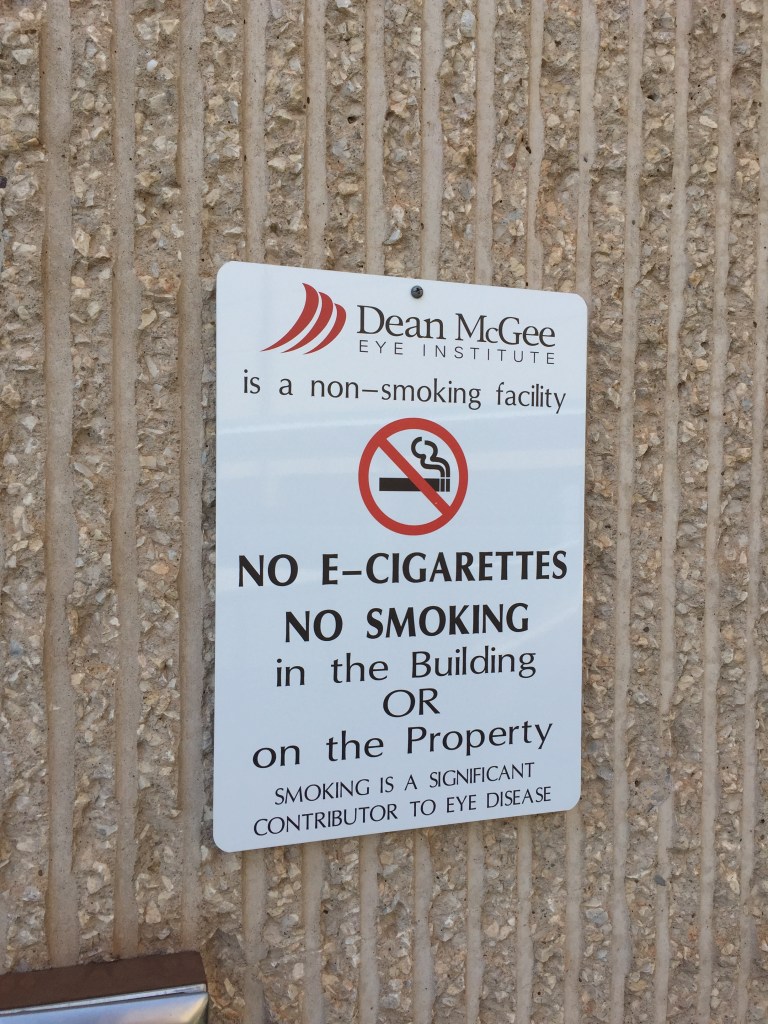 Dean McGee
EYE INSTITUTE
is a non-smoking facility
NO E-CIGARETTES
NO SMOKING
in the Building
OR
on the Property
SMOKING IS A SIGNIFICANT
CONTRIBUTOR TO EYE DISEASE